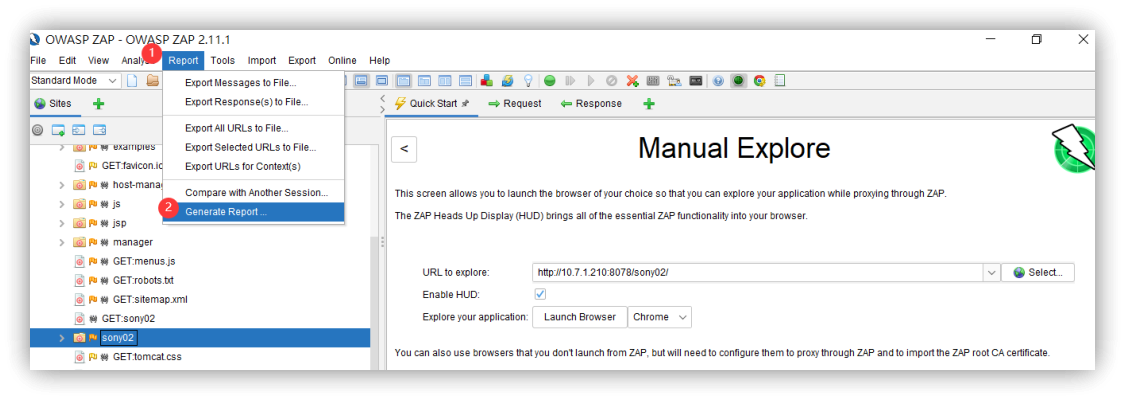 OWASP ZAP - OWASP ZAP 2.11.1
1
File Edit View Analy Report Tools Import Export Online Help
Standard Mode
Export Messages to File...
Export Response(s) to File...
Export All URLs to File...
Export Selected URLs to File...
Export URLs for Context(s)
Compare with Another Session...
2
Generate Report ...
Sites
examples
GET:favicon.ic
host-mana
js
jsp
manager
GET:menus.js
GET:robots.txt
GET:sitemap.xml
GET:sony02
sony02
GET:tomcat.css
Quick Start Request Response
<
Manual Explore
This screen allows you to launch the browser of your choice so that you can explore your application while proxying through ZAP.
The ZAP Heads Up Display (HUD) brings all of the essential ZAP functionality into your browser.
URL to explore: http://10.7.1.210:8078/sony02/ Select...
Enable HUD:
Explore your application: Launch Browser Chrome
You can also use browsers that you don't launch from ZAP, but will need to configure them to proxy through ZAP and to import the ZAP root CA certificate.